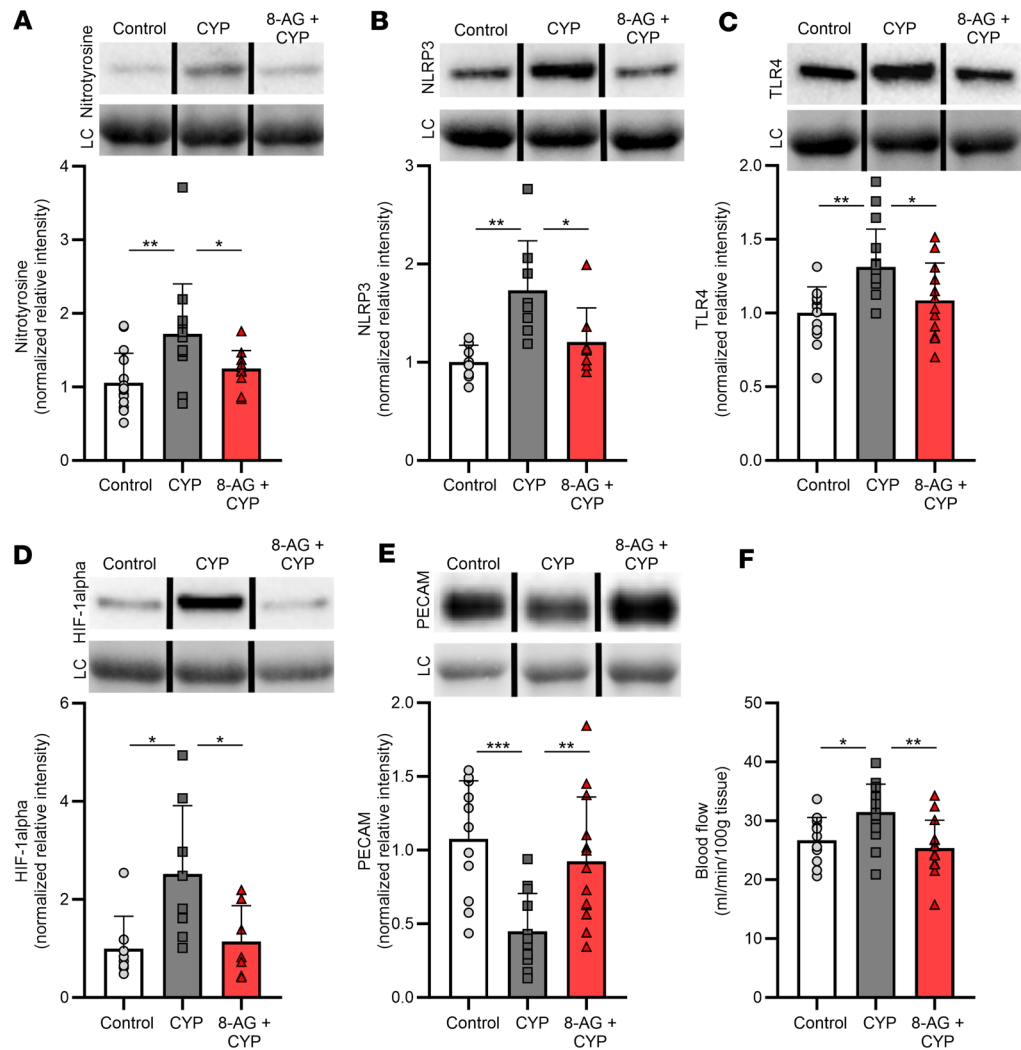 A
Control
CYP
8-AG +
CYP
Nitrotyrosine
LC
Nitrotyrosine
(normalized relative intensity)
4
3
2
1
0
**
*
Control
CYP
8-AG +
CYP
B
Control
CYP
8-AG +
CYP
NLRP3
LC
NLRP3
(normalized relative intensity)
3
2
1
0
**
*
Control
CYP
8-AG +
CYP
C
Control
CYP
8-AG +
CYP
TLR4
LC
TLR4
(normalized relative intensity)
2.0
1.5
1.0
0.5
0.0
**
*
Control
CYP
8-AG +
CYP
D
Control
CYP
8-AG +
CYP
HIF-1alpha
LC
HIF-1alpha
(normalized relative intensity)
6
4
2
0
*
*
Control
CYP
8-AG +
CYP
E
Control
CYP
8-AG +
CYP
PECAM
LC
PECAM
(normalized relative intensity)
2.0
1.5
1.0
0.5
0.0
***
**
Control
CYP
8-AG +
CYP
F
Blood flow
(ml/min/100g tissue)
50
40
30
20
10
0
*
**
Control
CYP
8-AG +
CYP